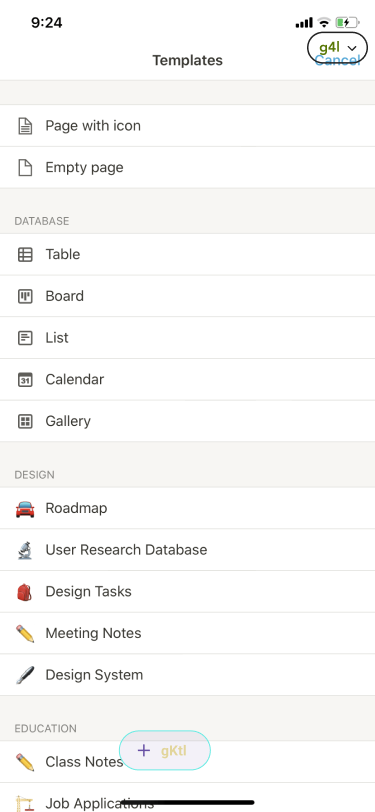 9:24
g4l
Templates
Cancel
Page with icon
Empty page
DATABASE
Table
Board
List
31
Calendar
Gallery
DESIGN
Roadmap
User Research Database
Design Tasks
Meeting Notes
Design System
EDUCATION
Class Notes
+ gKtl
Job Applications